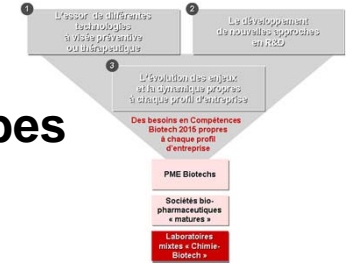 1
L'essor de différentes
technologies
à visée préventive
ou thérapeutique
2
Le développement
de nouvelles approches
en R&D
3
L'évolution des enjeux
et la dynamique propres
à chaque profil d'entreprise
pes
Des besoins en Compétences
Biotech 2015 propres
à chaque profil
d'entreprise
PME Biotechs
Sociétés bio-
pharmaceutiques
« matures »
Laboratoires
mixtes « Chimie-
Biotech »